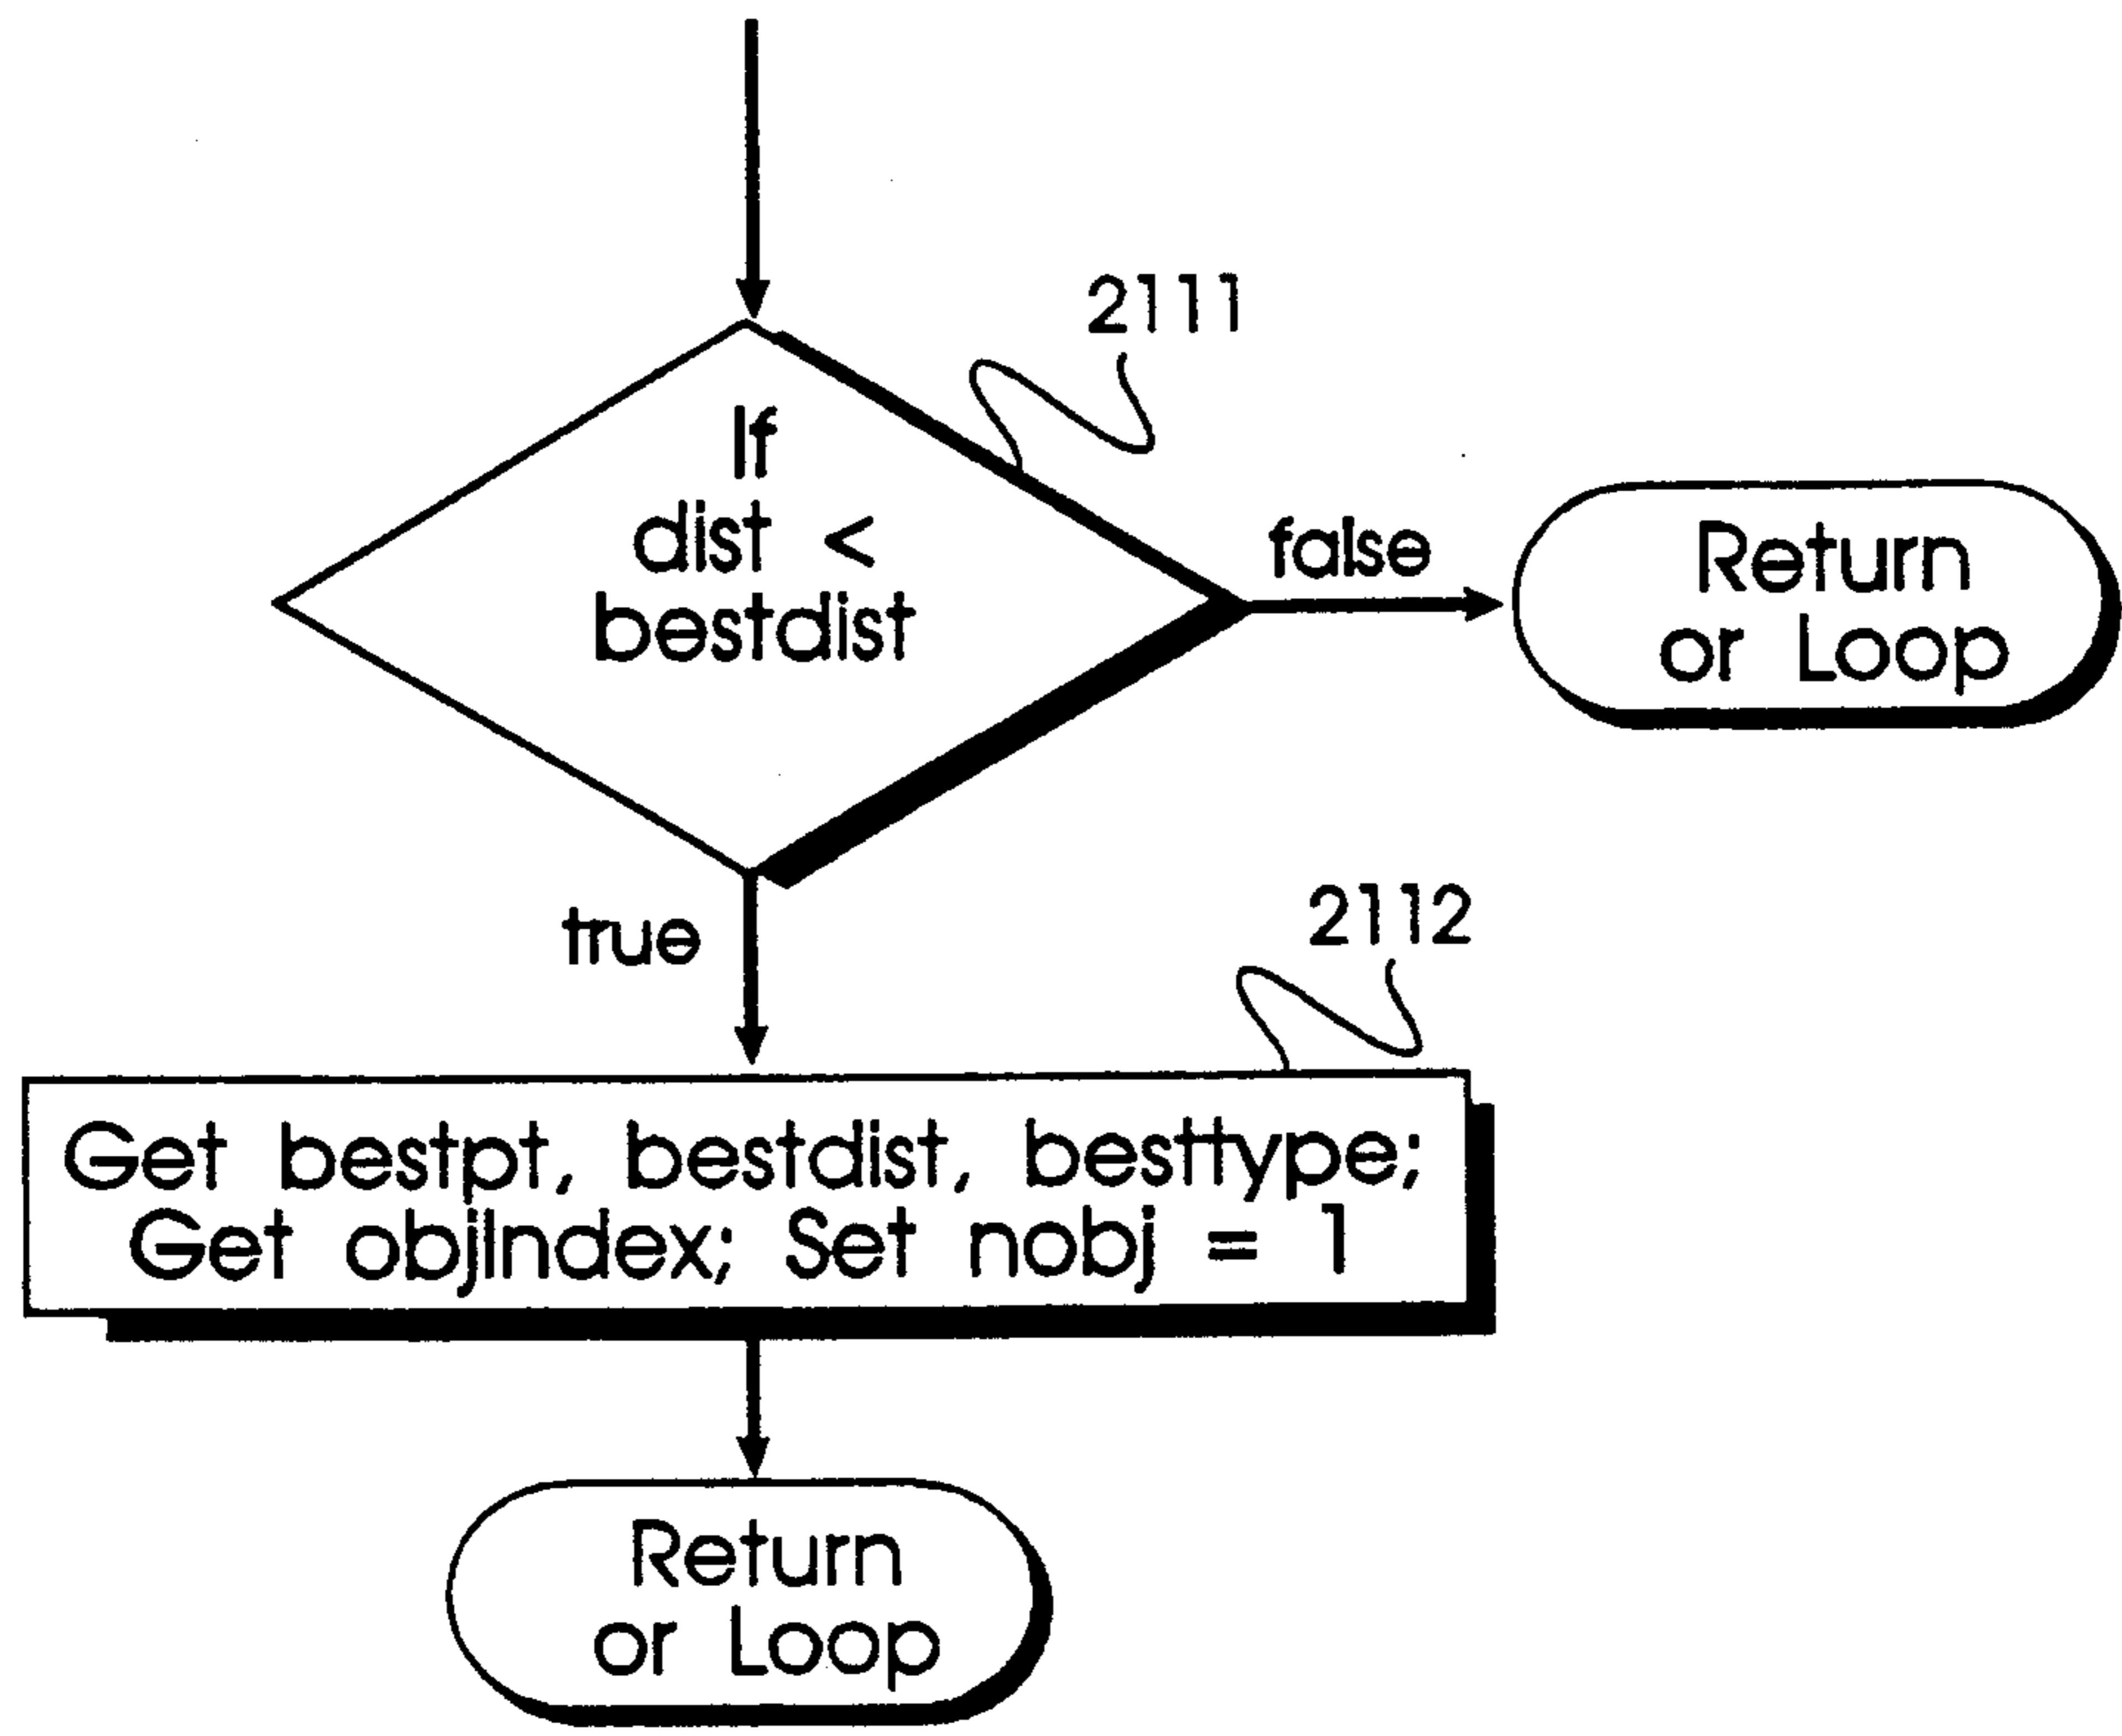 2111
If
dist <
bestdist
false
Return
or Loop
true
2112
Get bestpt, bestdist, besttype;
Get objIndex; Set nobj = 1
Return
or Loop